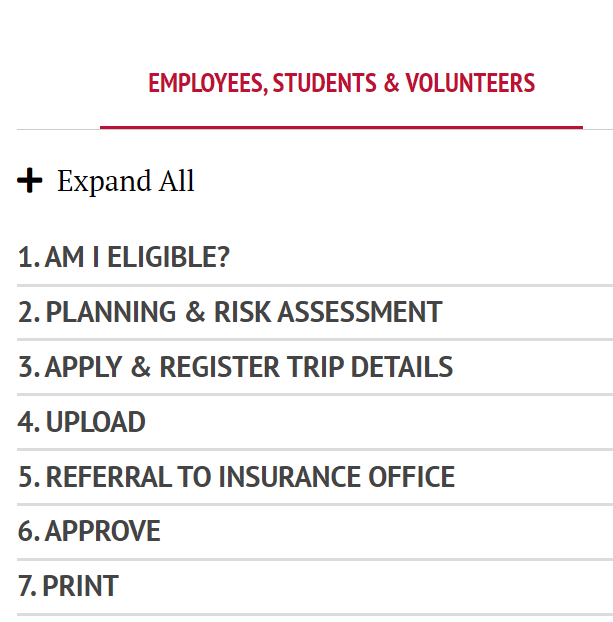 EMPLOYEES, STUDENTS & VOLUNTEERS
Expand All
1. AM I ELIGIBLE?
2. PLANNING & RISK ASSESSMENT
3. APPLY & REGISTER TRIP DETAILS
4. UPLOAD
5. REFERRAL TO INSURANCE OFFICE
6. APPROVE
7. PRINT